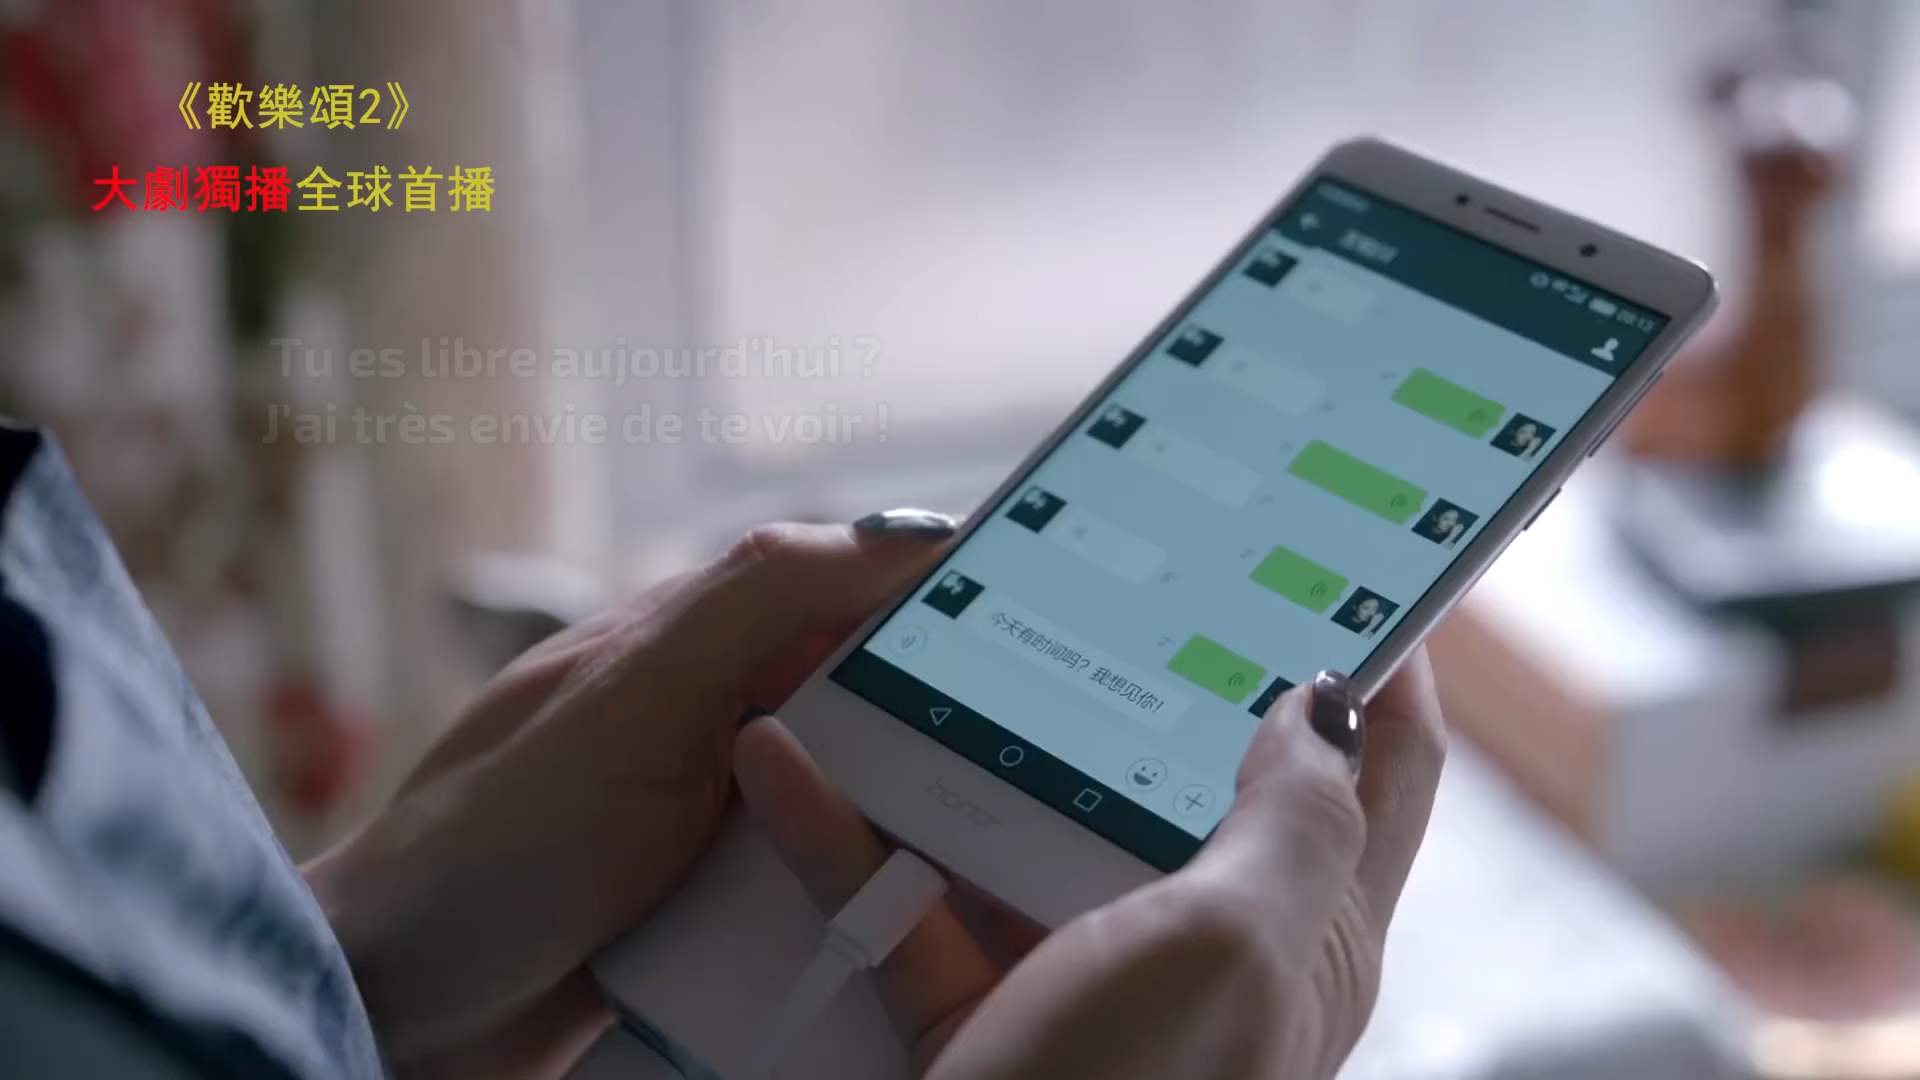 《歡樂頌2》
大劇獨播全球首播
Tu es libre aujourd'hui ?
J'ai très envie de te voir !
今天有时间吗？我想见你！
honor